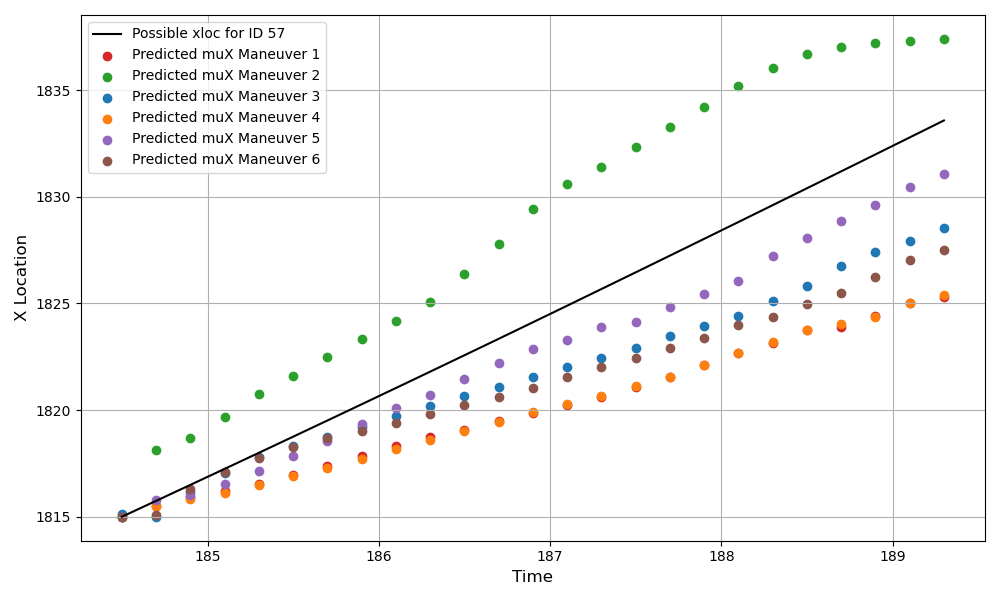 Possible xloc for ID 57
Predicted muX Maneuver 1
Predicted muX Maneuver 2
Predicted muX Maneuver 3
Predicted muX Maneuver 4
Predicted muX Maneuver 5
Predicted muX Maneuver 6
1835
1830
1825
1820
1815
X Location
185
186
187
188
189
Time